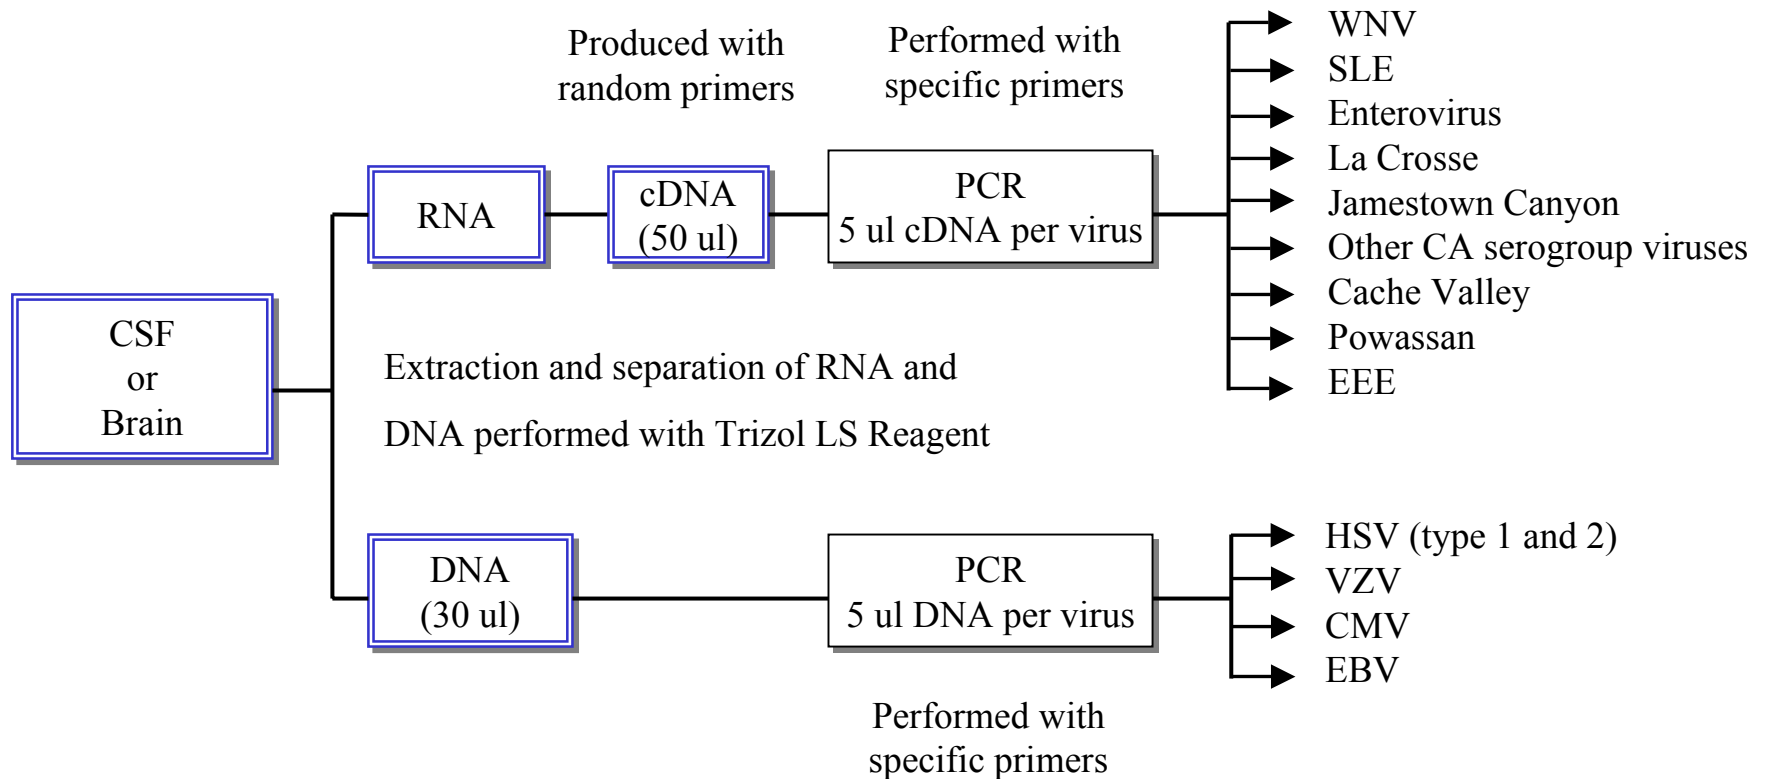 Produced with
random primers
Performed with
specific primers
WNV
SLE
Enterovirus
La Crosse
Jamestown Canyon
Other CA serogroup viruses
Cache Valley
Powassan
EEE
RNA
cDNA
(50 ul)
PCR
5 ul cDNA per virus
CSF
or
Brain
Extraction and separation of RNA and
DNA performed with Trizol LS Reagent
DNA
(30 ul)
PCR
5 ul DNA per virus
HSV (type 1 and 2)
VZV
CMV
EBV
Performed with
specific primers